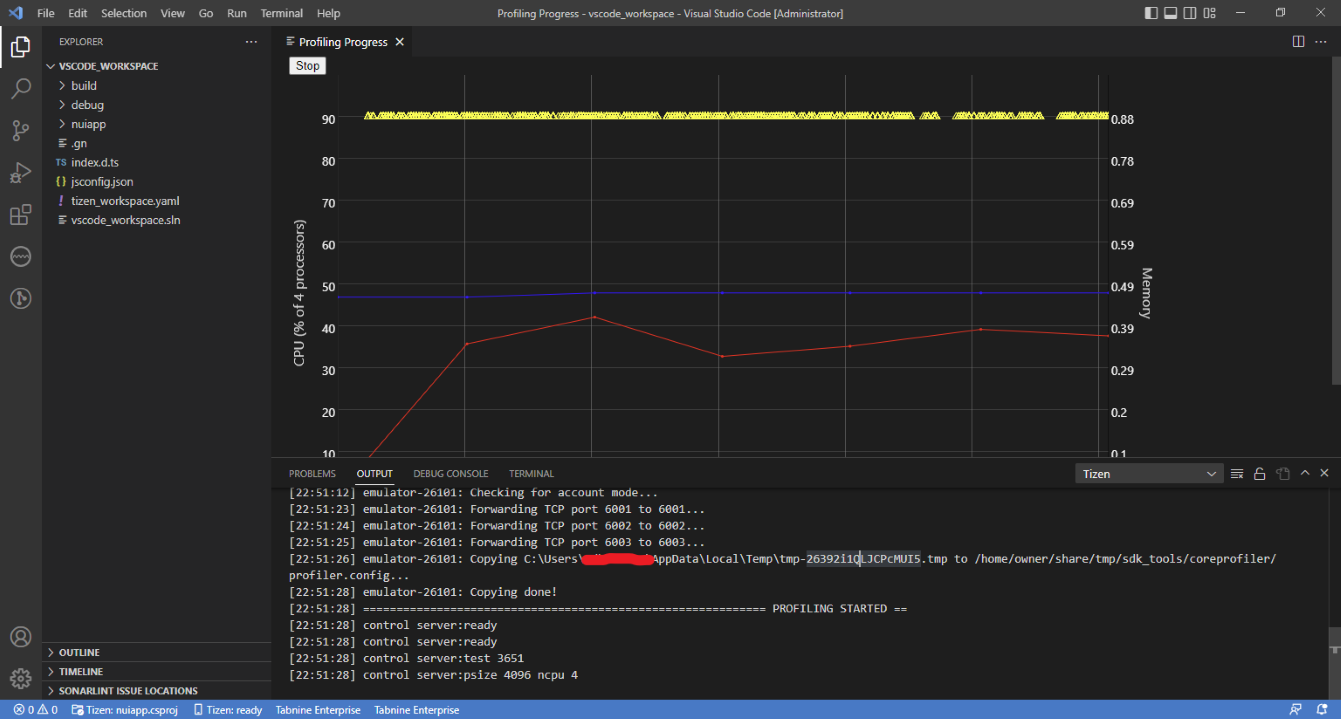 File Edit Selection View Go Run Terminal Help
Profiling Progress - vscode_workspace - Visual Studio Code [Administrator]
EXPLORER
VSCODE_WORKSPACE
build
debug
nuiapp
.gn
TS index.d.ts
{} jsconfig.json
! tizen_workspace.yaml
vscode_workspace.sln
OUTLINE
TIMELINE
SONARLINT ISSUE LOCATIONS
Profiling Progress
Stop
90
80
70
60
50
40
30
20
10
CPU (% of 4 processors)
0.88
0.78
0.69
0.59
0.49
0.39
0.29
0.2
0.1
Memory
PROBLEMS OUTPUT DEBUG CONSOLE TERMINAL
Tizen
[22:51:12] emulator-26101: Checking for account mode...
[22:51:23] emulator-26101: Forwarding TCP port 6001 to 6001...
[22:51:24] emulator-26101: Forwarding TCP port 6002 to 6002...
[22:51:25] emulator-26101: Forwarding TCP port 6003 to 6003...
[22:51:26] emulator-26101: Copying C:\Users\ AppData\Local\Temp\tmp-26392i1QLJCPcMUI5.tmp to /home/owner/share/tmp/sdk_tools/coreprofiler/
profiler.config...
[22:51:28] emulator-26101: Copying done!
[22:51:28] ============================================================ PROFILING STARTED ==
[22:51:28] control server:ready
[22:51:28] control server:ready
[22:51:28] control server:test 3651
[22:51:28] control server:psize 4096 ncpu 4
0 0 Tizen: nuiapp.csproj Tizen: ready Tabnine Enterprise Tabnine Enterprise